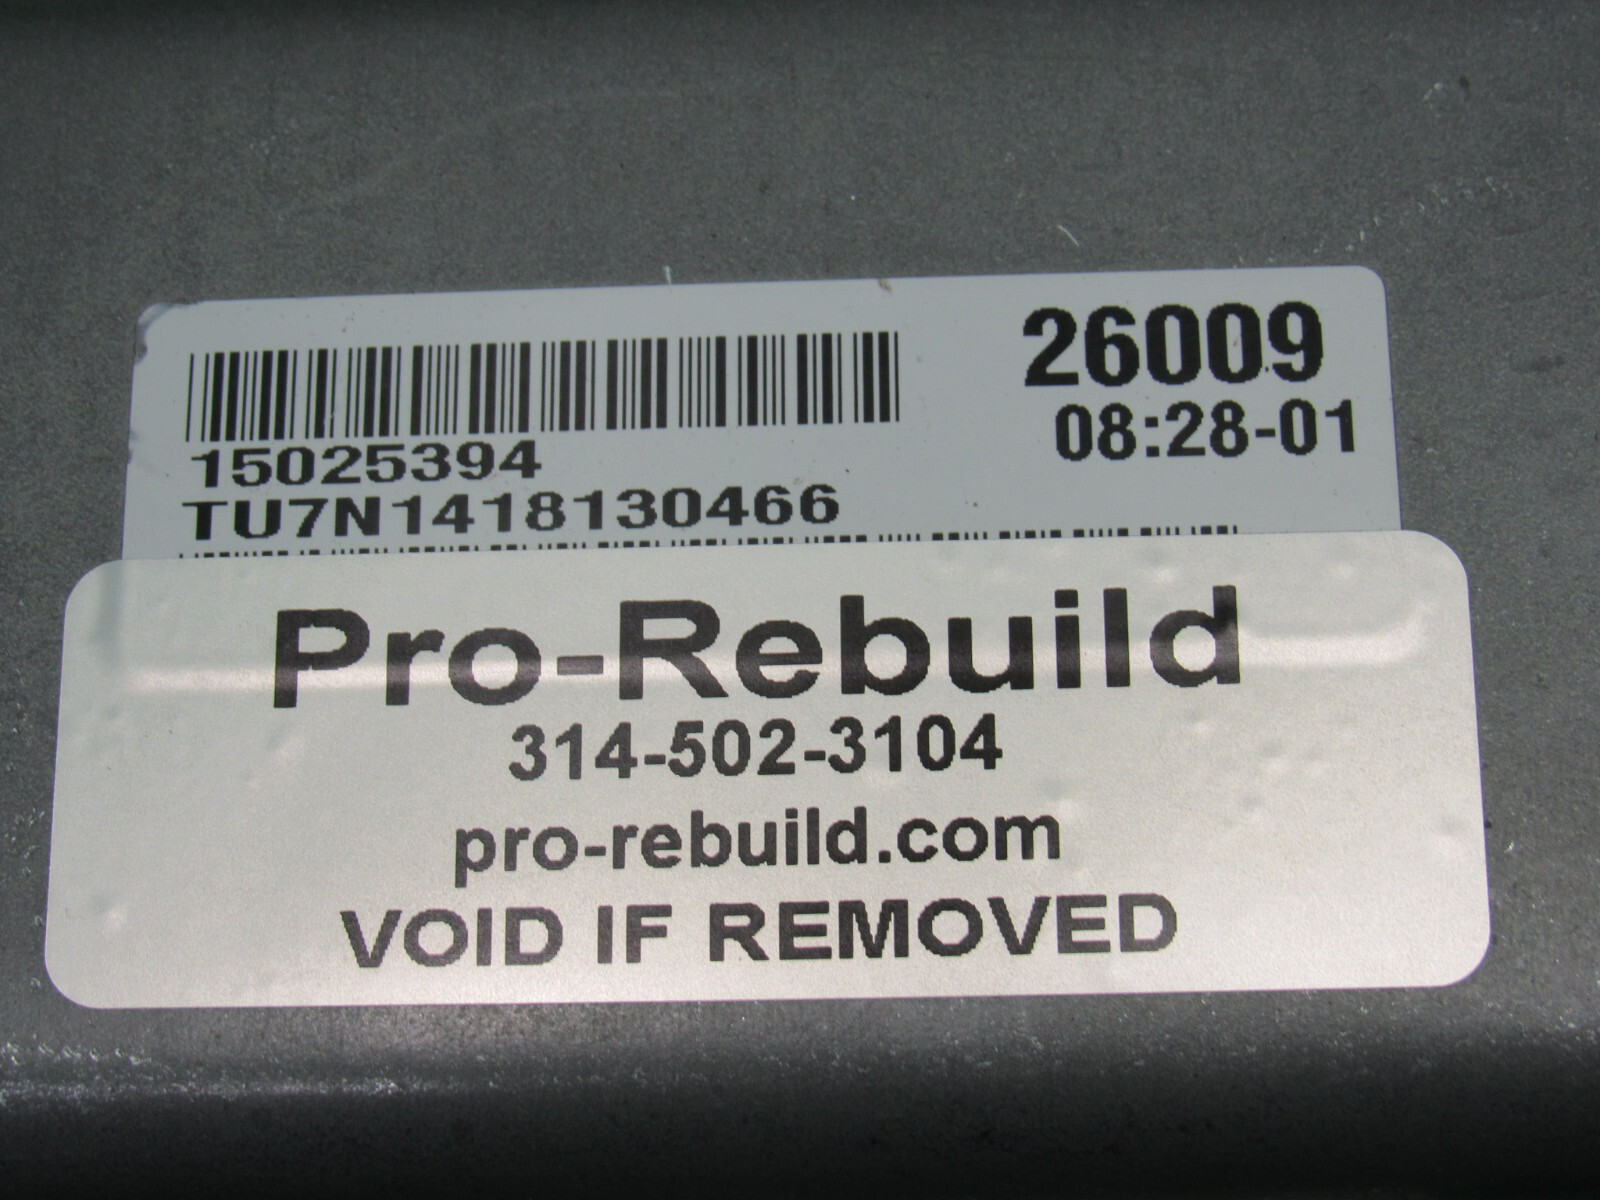 26009
08:28-01
15025394
TU7N1418130466
Pro-Rebuild
314-502-3104
pro-rebuild.com
VOID IF REMOVED